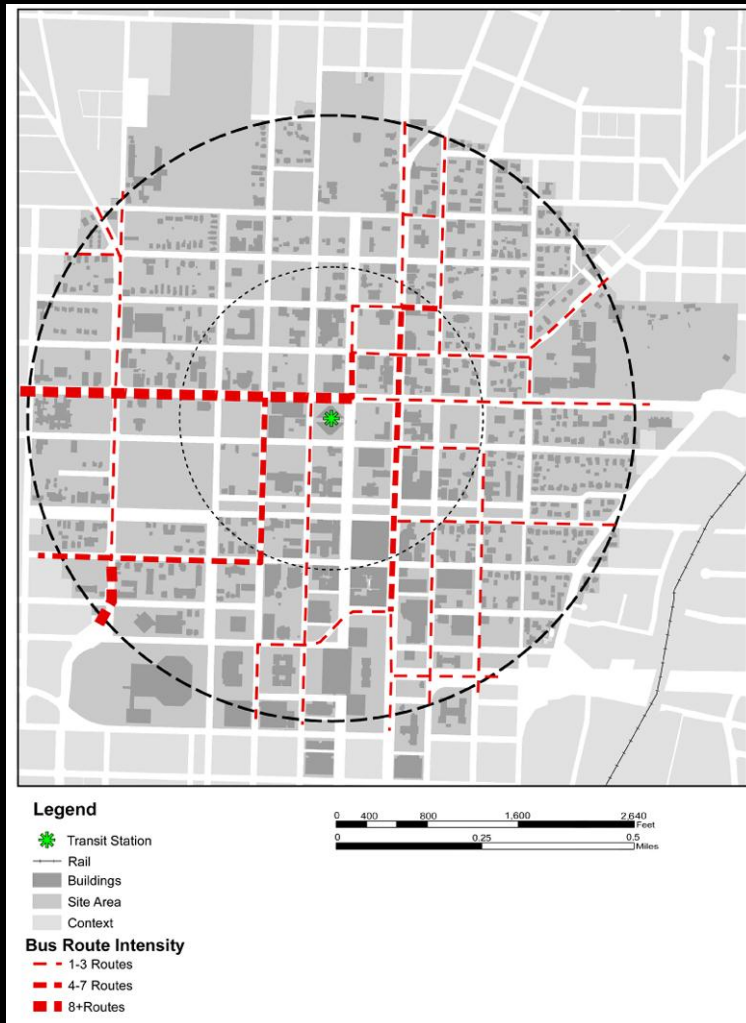 Legend
Transit Station
Rail
Buildings
Site Area
Context
Bus Route Intensity
1-3 Routes
4-7 Routes
8+Routes
0 400 800 1,600 2,640
Feet
0 0.25 0.5
Miles